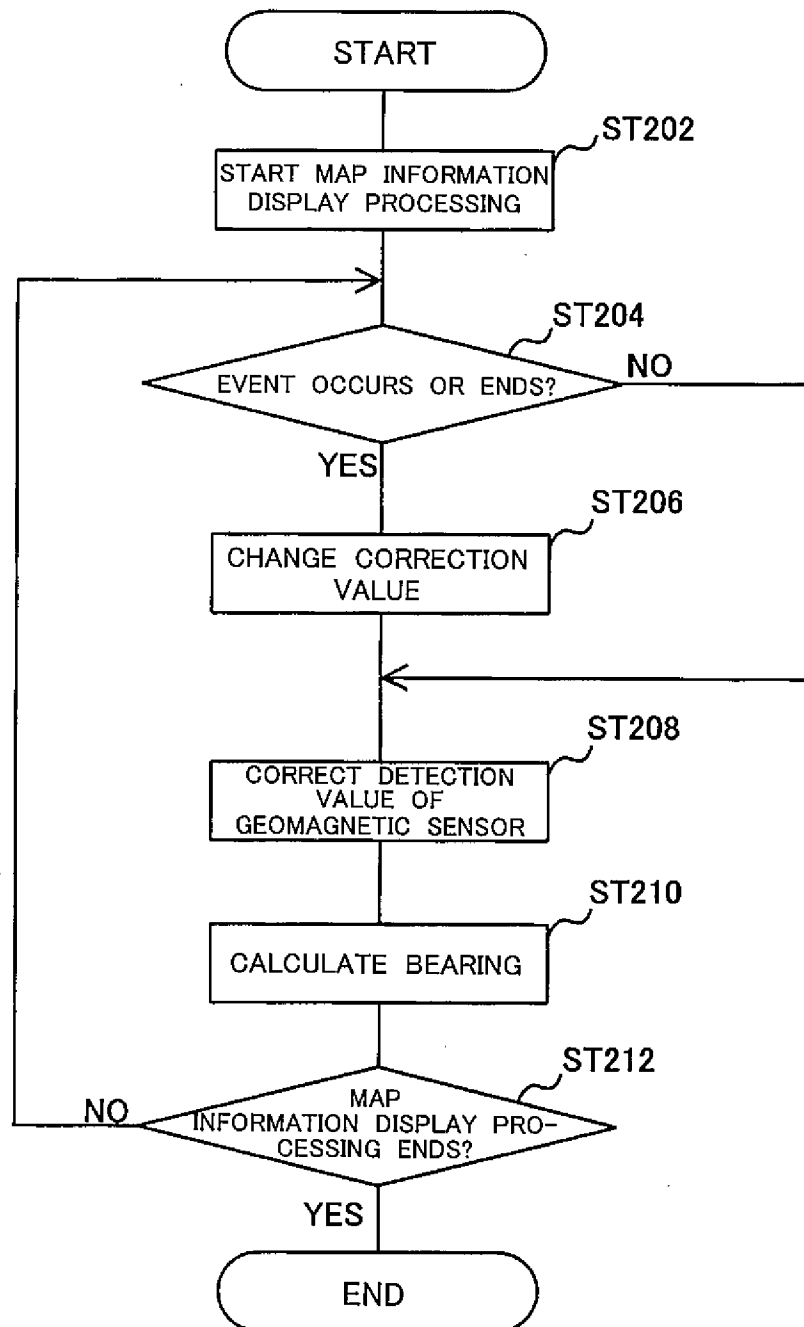 START
ST202
START MAP INFORMATION
DISPLAY PROCESSING
ST204
EVENT OCCURS OR ENDS?
NO
YES
ST206
CHANGE CORRECTION
VALUE
ST208
CORRECT DETECTION
VALUE OF
GEOMAGNETIC SENSOR
ST210
CALCULATE BEARING
ST212
MAP
INFORMATION DISPLAY PRO-
CESSING ENDS?
NO
YES
END